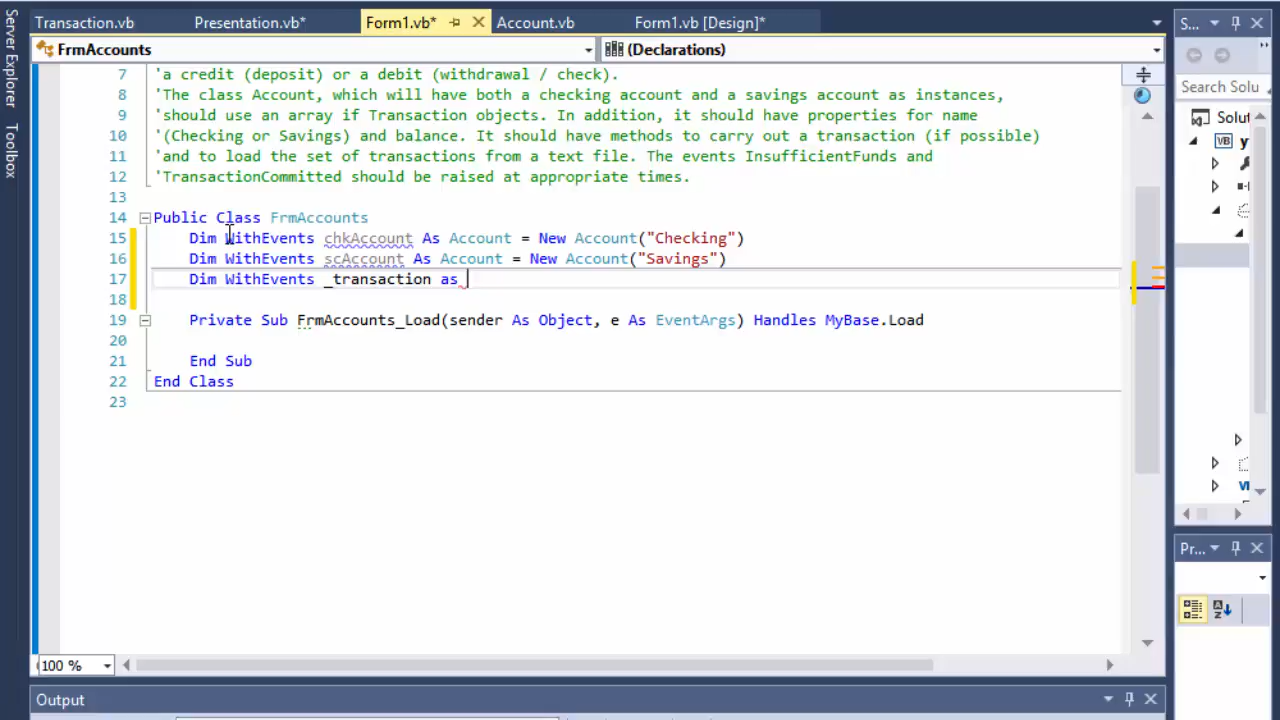 Transaction.vb
Presentation.vb*
Form1.vb*
Account.vb
Form1.vb [Design]*
S...
FrmAccounts
(Declarations)
Server Explorer
Toolbox
7 'a credit (deposit) or a debit (withdrawal / check).
8 'The class Account, which will have both a checking account and a savings account as instances,
9 'should use an array if Transaction objects. In addition, it should have properties for name
10 '(Checking or Savings) and balance. It should have methods to carry out a transaction (if possible)
11 'and to load the set of transactions from a text file. The events InsufficientFunds and
12 'TransactionCommitted should be raised at appropriate times.
13
14 Public Class FrmAccounts
15 Dim WithEvents chkAccount As Account = New Account("Checking")
16 Dim WithEvents scAccount As Account = New Account("Savings")
17 Dim WithEvents _transaction as
18
19 Private Sub FrmAccounts_Load(sender As Object, e As EventArgs) Handles MyBase.Load
20
21 End Sub
22 End Class
23
100 %
Search Solu
Solut
VB y
Pr...
Output